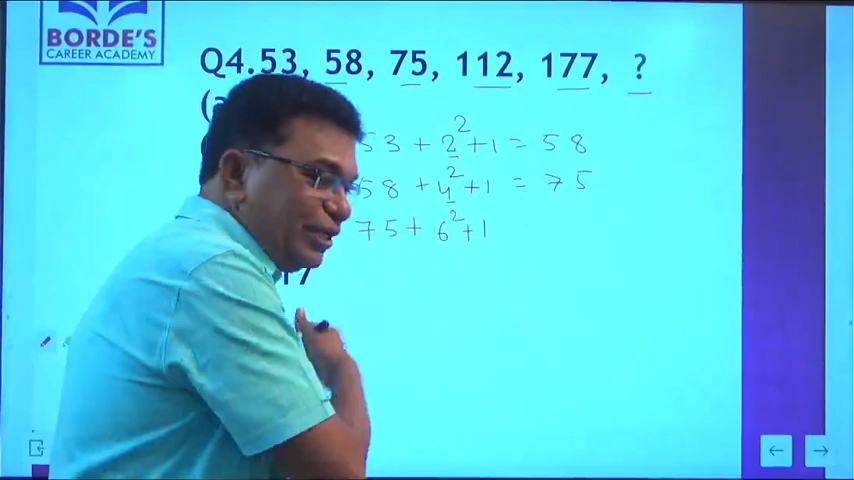 BORDE'S
CAREER ACADEMY
Q4.53, 58, 75, 112, 177, ?
53 + 2² + 1 = 58
58 + 4² + 1 = 75
75 + 6² + 1
17